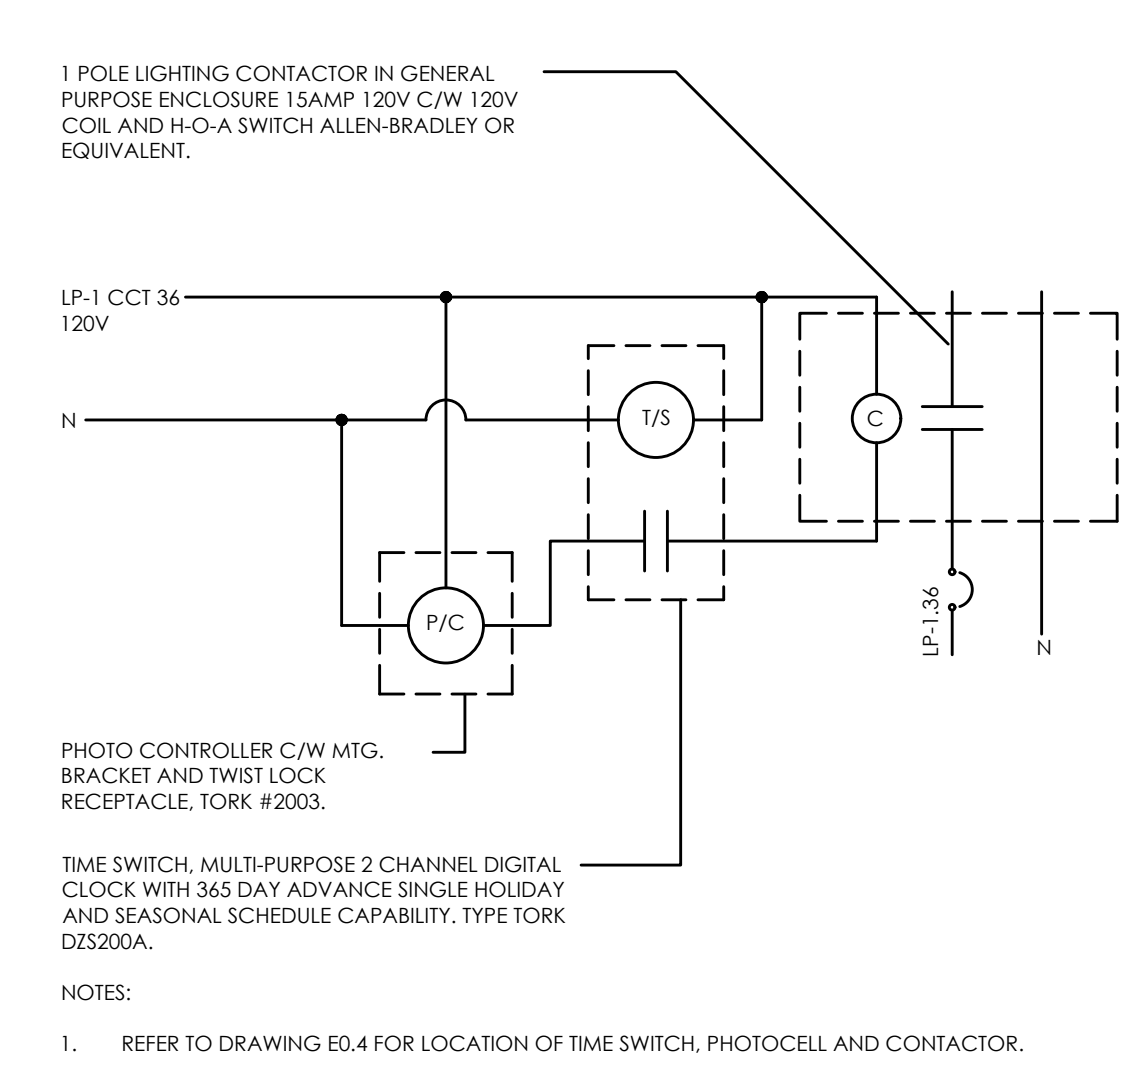 1 POLE LIGHTING CONTACTOR IN GENERAL
PURPOSE ENCLOSURE 15AMP 120V C/W 120V
COIL AND H-O-A SWITCH ALLEN-BRADLEY OR
EQUIVALENT.
LP-1 CCT 36
120V
N
T/S
C
P/C
LP-1.36
N
PHOTO CONTROLLER C/W MTG.
BRACKET AND TWIST LOCK
RECEPTACLE, TORK #2003.
TIME SWITCH, MULTI-PURPOSE 2 CHANNEL DIGITAL
CLOCK WITH 365 DAY ADVANCE SINGLE HOLIDAY
AND SEASONAL SCHEDULE CAPABILITY. TYPE TORK
DZS200A.
NOTES:
1. REFER TO DRAWING E0.4 FOR LOCATION OF TIME SWITCH, PHOTOCELL AND CONTACTOR.